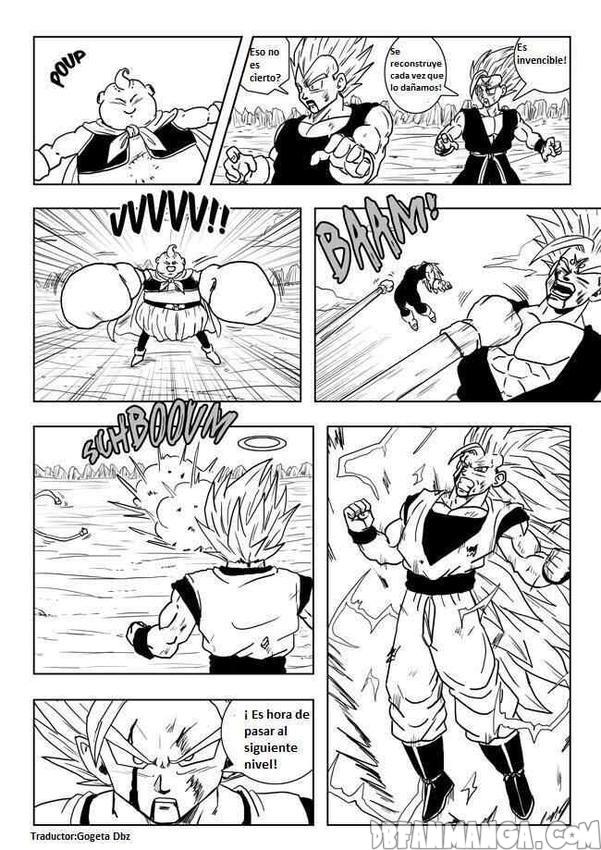 POUP
Eso no
es
cierto?
Se
reconstruye
cada vez que
lo dañamos!
Es
invencible!
VVVVV!!
BAAM!
SCHBOOUM
¡ Es hora de
pasar al
siguiente
nivel!
Traductor:Gogeta Dbz
DBFANMANGA.COM